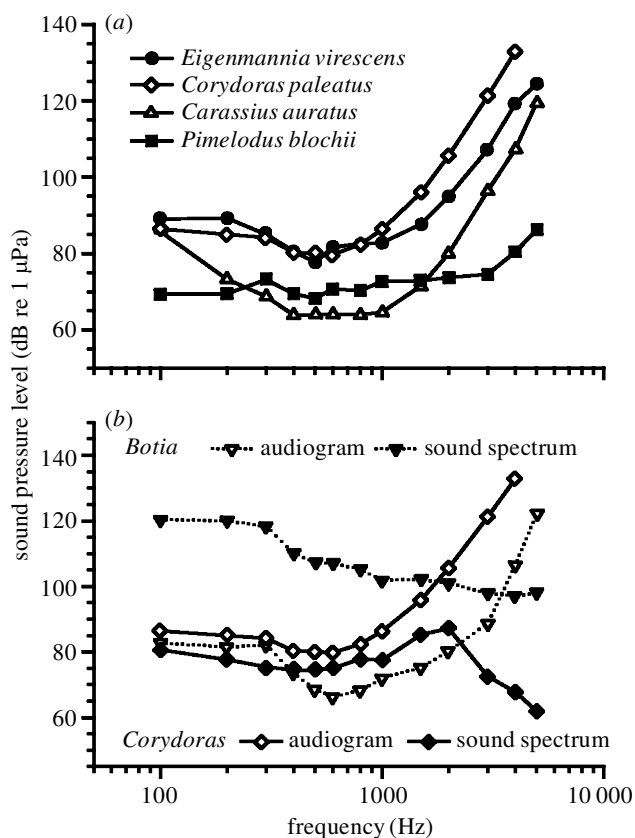 (a)
Eigenmannia virescens
Corydoras paleatus
Carassius auratus
Pimelodus blochii
140
120
100
80
60
sound pressure level (dB re 1 µPa)
(b)
Botia audiogram sound spectrum
140
120
100
80
60
Corydoras audiogram sound spectrum
100 1000 10 000
frequency (Hz)